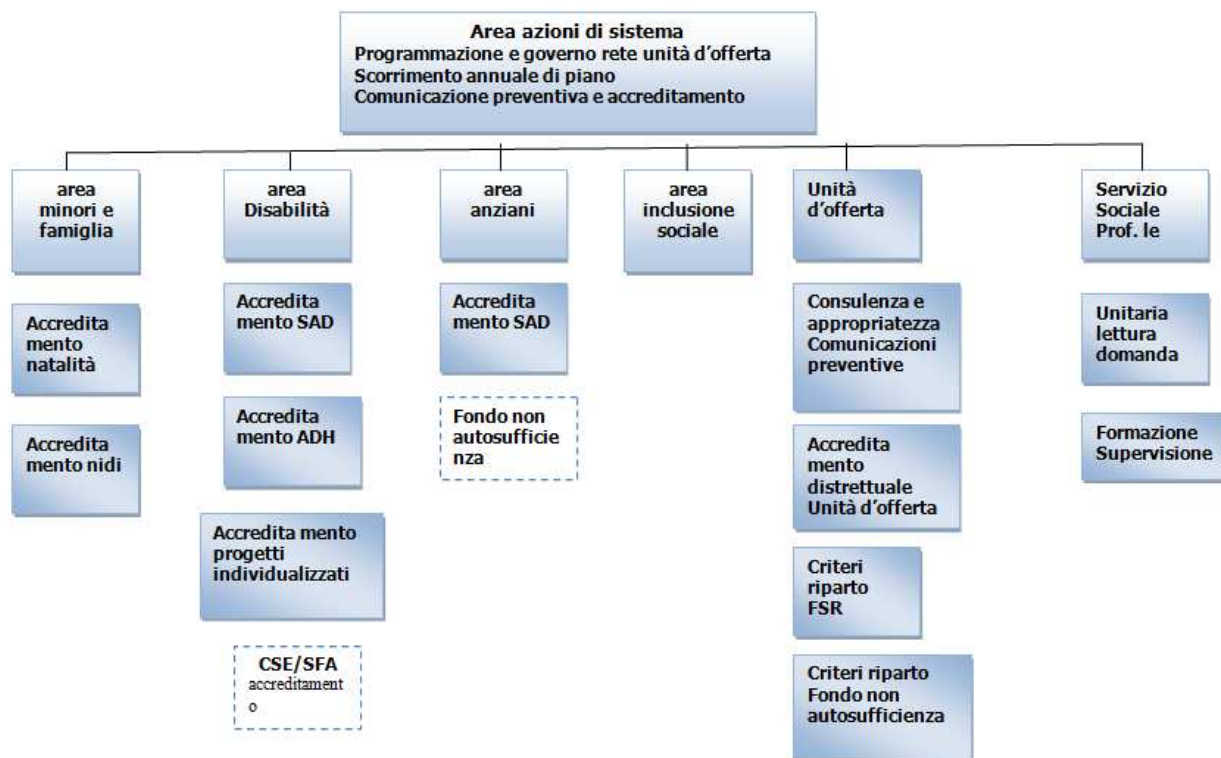 Area azioni di sistema
Programmazione e governo rete unità d’offerta
Scorrimento annuale di piano
Comunicazione preventiva e accreditamento
area
minori e
famiglia
area
Disabilità
area
anziani
area
inclusione
sociale
Unità
d’offerta
Servizio
Sociale
Prof. le
Accredita
mento
natalità
Accredita
mento nidi
Accredita
mento SAD
Accredita
mento ADH
Accredita mento
progetti
individualizzati
CSE/SFA
accreditament
o
Accredita
mento SAD
Fondo non
autosufficie
nza
Consulenza e
appropriatezza
Comunicazioni
preventive
Accredita
mento
distrettuale
Unità d’offerta
Criteri
riparto
FSR
Criteri riparto
Fondo non
autosufficienza
Unitaria
lettura
domanda
Formazione
Supervisione